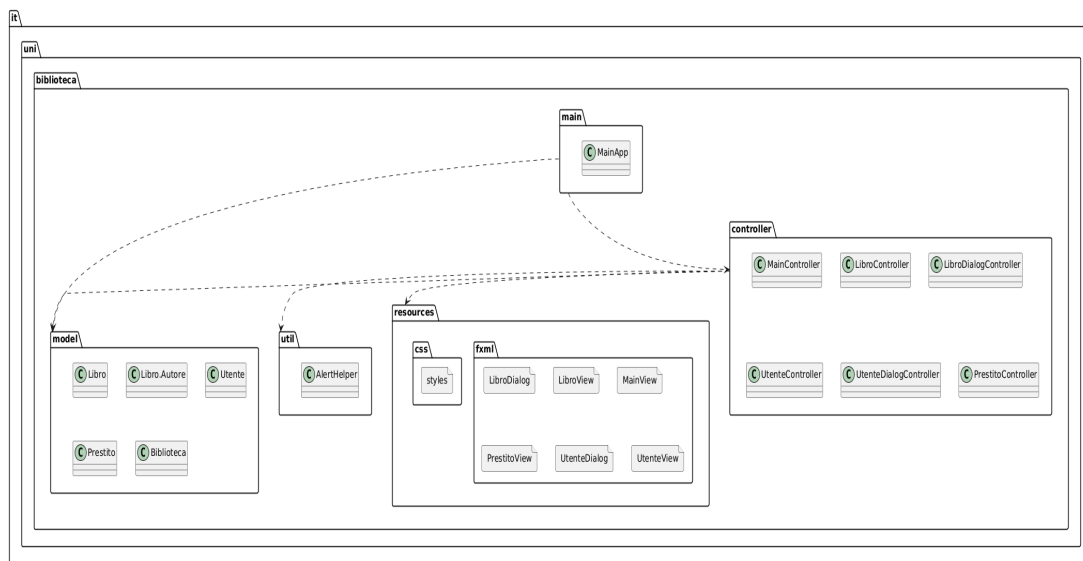 it
uni
biblioteca
main
C MainApp
controller
C MainController C LibroController C LibroDialogController
C UtenteController C UtenteDialogController C PrestitoController
model
C Libro C Libro.Autore C Utente
C Prestito C Biblioteca
util
C AlertHelper
resources
css
styles
fxml
LibroDialog LibroView MainView
PrestitoView UtenteDialog UtenteView